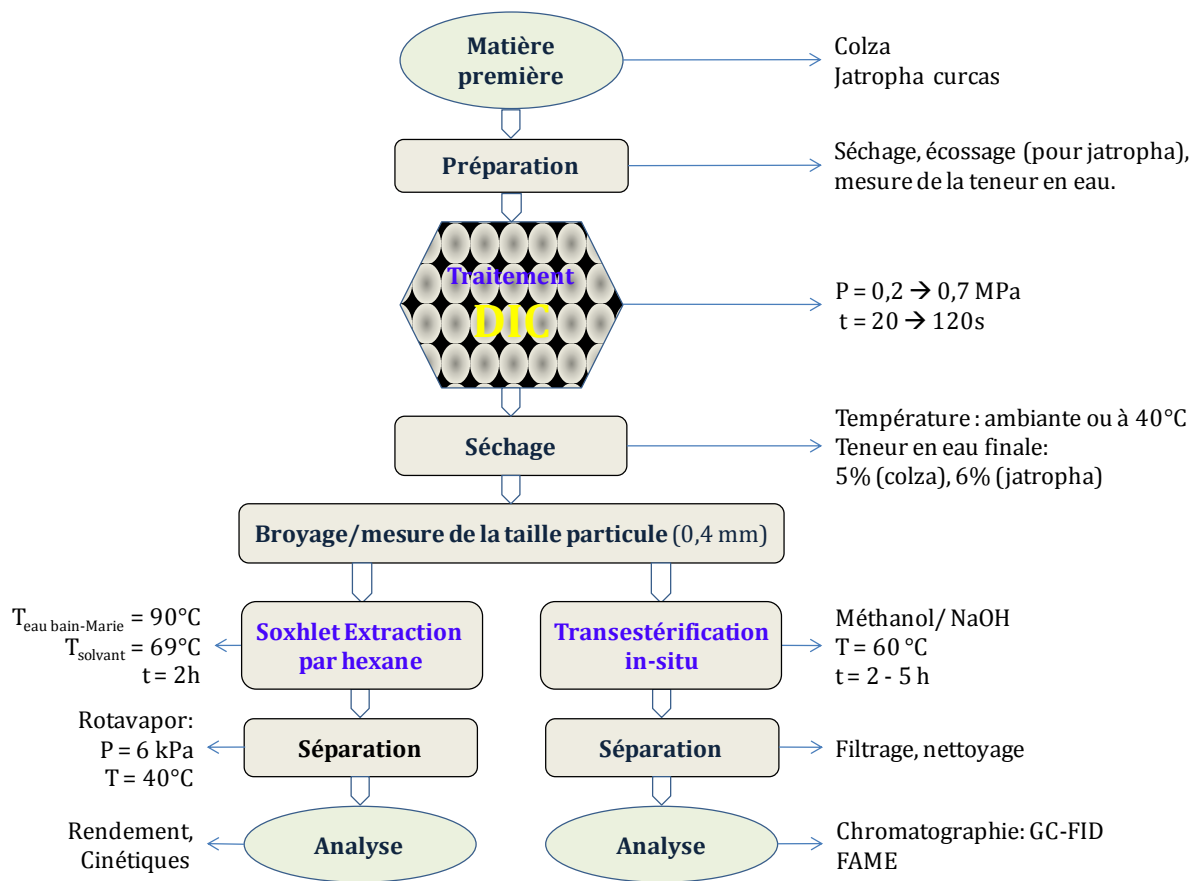 Matière
première
Colza
Jatropha curcas
Préparation
Séchage, écossage (pour jatropha),
mesure de la teneur en eau.
Traitement
DIC
P = 0,2 → 0,7 MPa
t = 20 → 120s
Séchage
Température : ambiante ou à 40°C
Teneur en eau finale:
5% (colza), 6% (jatropha)
Broyage/mesure de la taille particule (0,4 mm)
T eau bain-Marie = 90°C
T solvant = 69°C
t = 2h
Soxhlet Extraction
par hexane
Transestérification
in-situ
Méthanol/ NaOH
T = 60 °C
t = 2 - 5 h
Rotavapor:
P = 6 kPa
T = 40°C
Séparation
Séparation
Filtrage, nettoyage
Rendement,
Cinétiques
Analyse
Analyse
Chromatographie: GC-FID
FAME